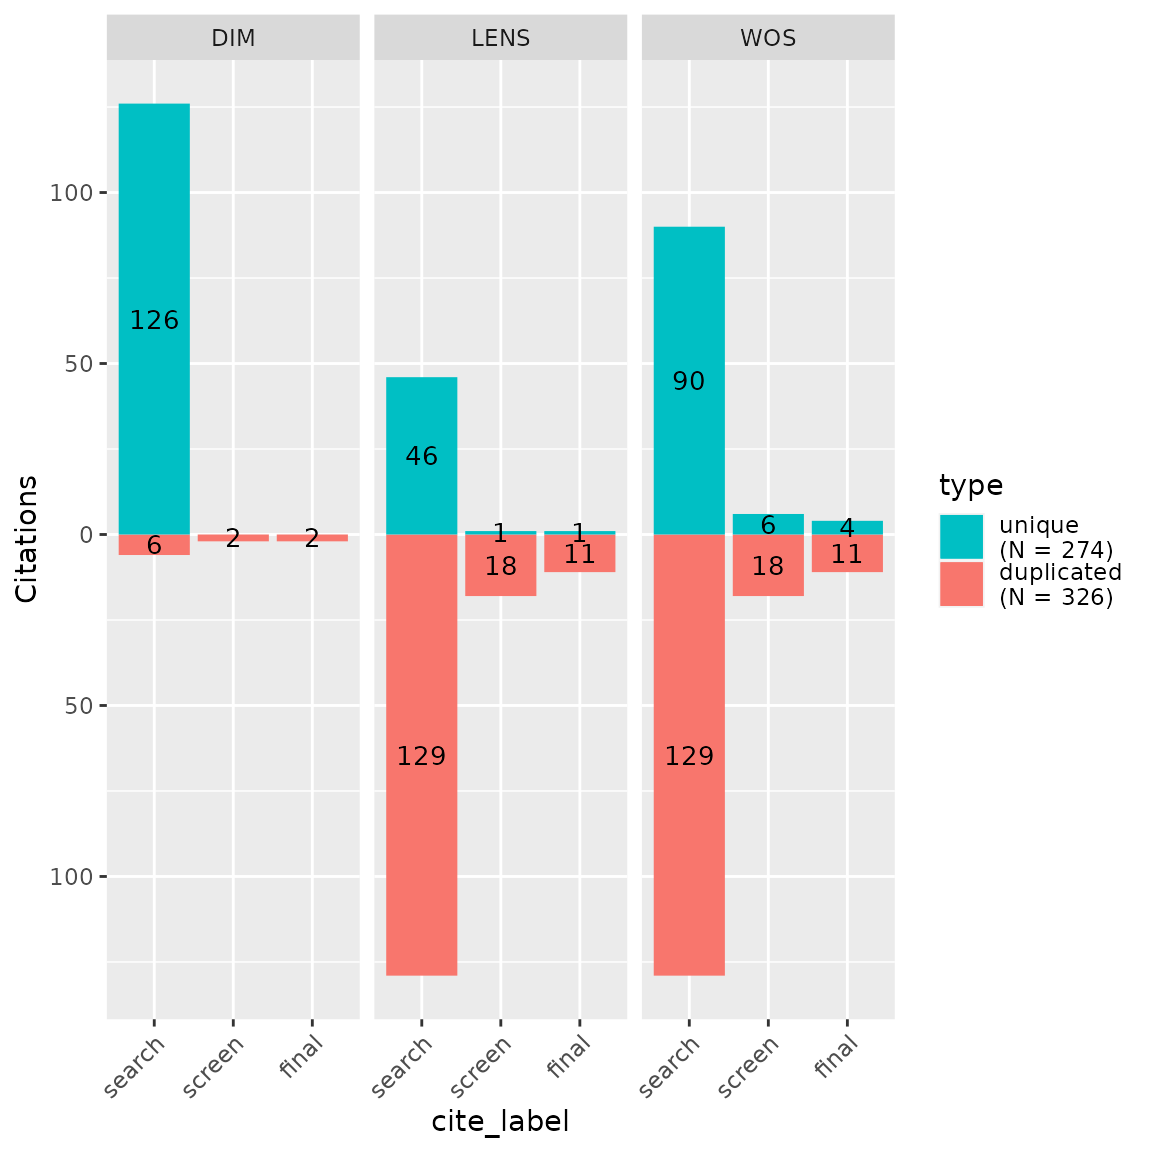 DIM LENS WOS
100
50
0
50
100
Citations
126
6
2
2
46
129
1
18
1
11
90
129
6
18
4
11
search screen final search screen final search screen final
cite_label
type
unique
(N = 274)
duplicated
(N = 326)